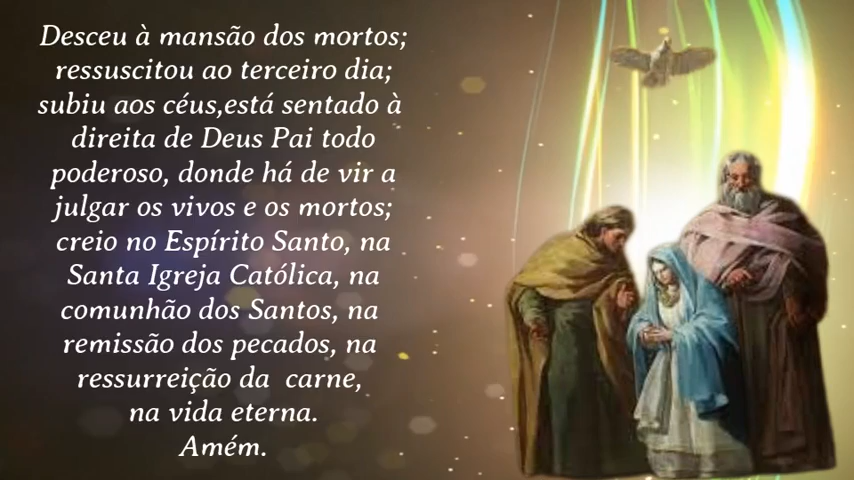 Desceu à mansão dos mortos;
ressuscitou ao terceiro dia;
subiu aos céus,está sentado à
direita de Deus Pai todo
poderoso, donde há de vir a
julgar os vivos e os mortos;
creio no Espírito Santo, na
Santa Igreja Católica, na
comunhão dos Santos, na
remissão dos pecados, na
ressurreição da  carne,
na vida eterna.
Amém.